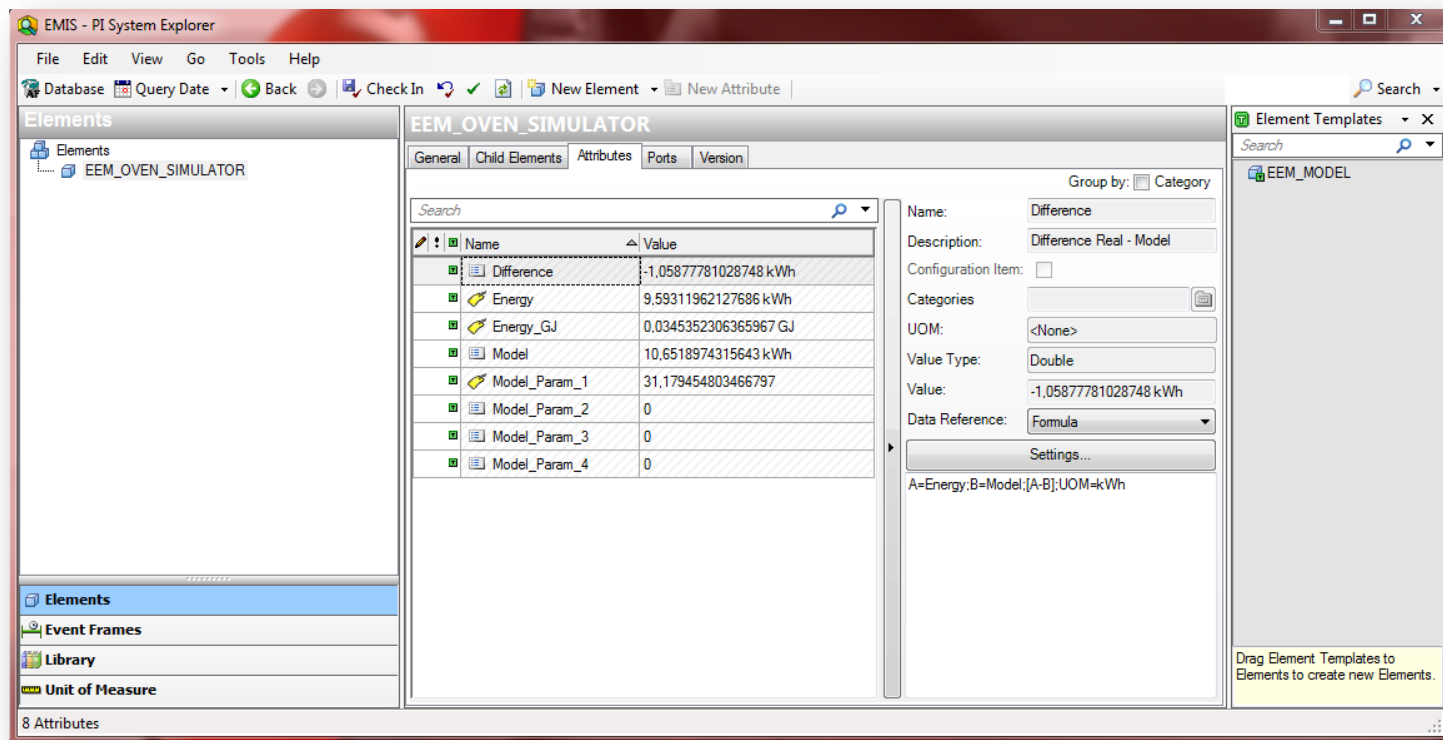 EMIS - PI System Explorer
File Edit View Go Tools Help
Database Query Date Back Check In New Element New Attribute Search
Elements
Elements
EEM_OVEN_SIMULATOR
EEM_OVEN_SIMULATOR
General Child Elements Attributes Ports Version
Group by: Category
Search
Name Value
Difference -1,05877781028748 kWh
Energy 9,59311962127686 kWh
Energy_GJ 0,0345352306365967 GJ
Model 10,6518974315643 kWh
Model_Param_1 31,179454803466797
Model_Param_2 0
Model_Param_3 0
Model_Param_4 0
Name: Difference
Description: Difference Real - Model
Configuration Item:
Categories
UOM: <None>
Value Type: Double
Value: -1,05877781028748 kWh
Data Reference: Formula
Settings...
A=Energy;B=Model;[A-B];UOM=kWh
Element Templates
Search
EEM_MODEL
Drag Element Templates to
Elements to create new Elements.
Elements
Event Frames
Library
Unit of Measure
8 Attributes